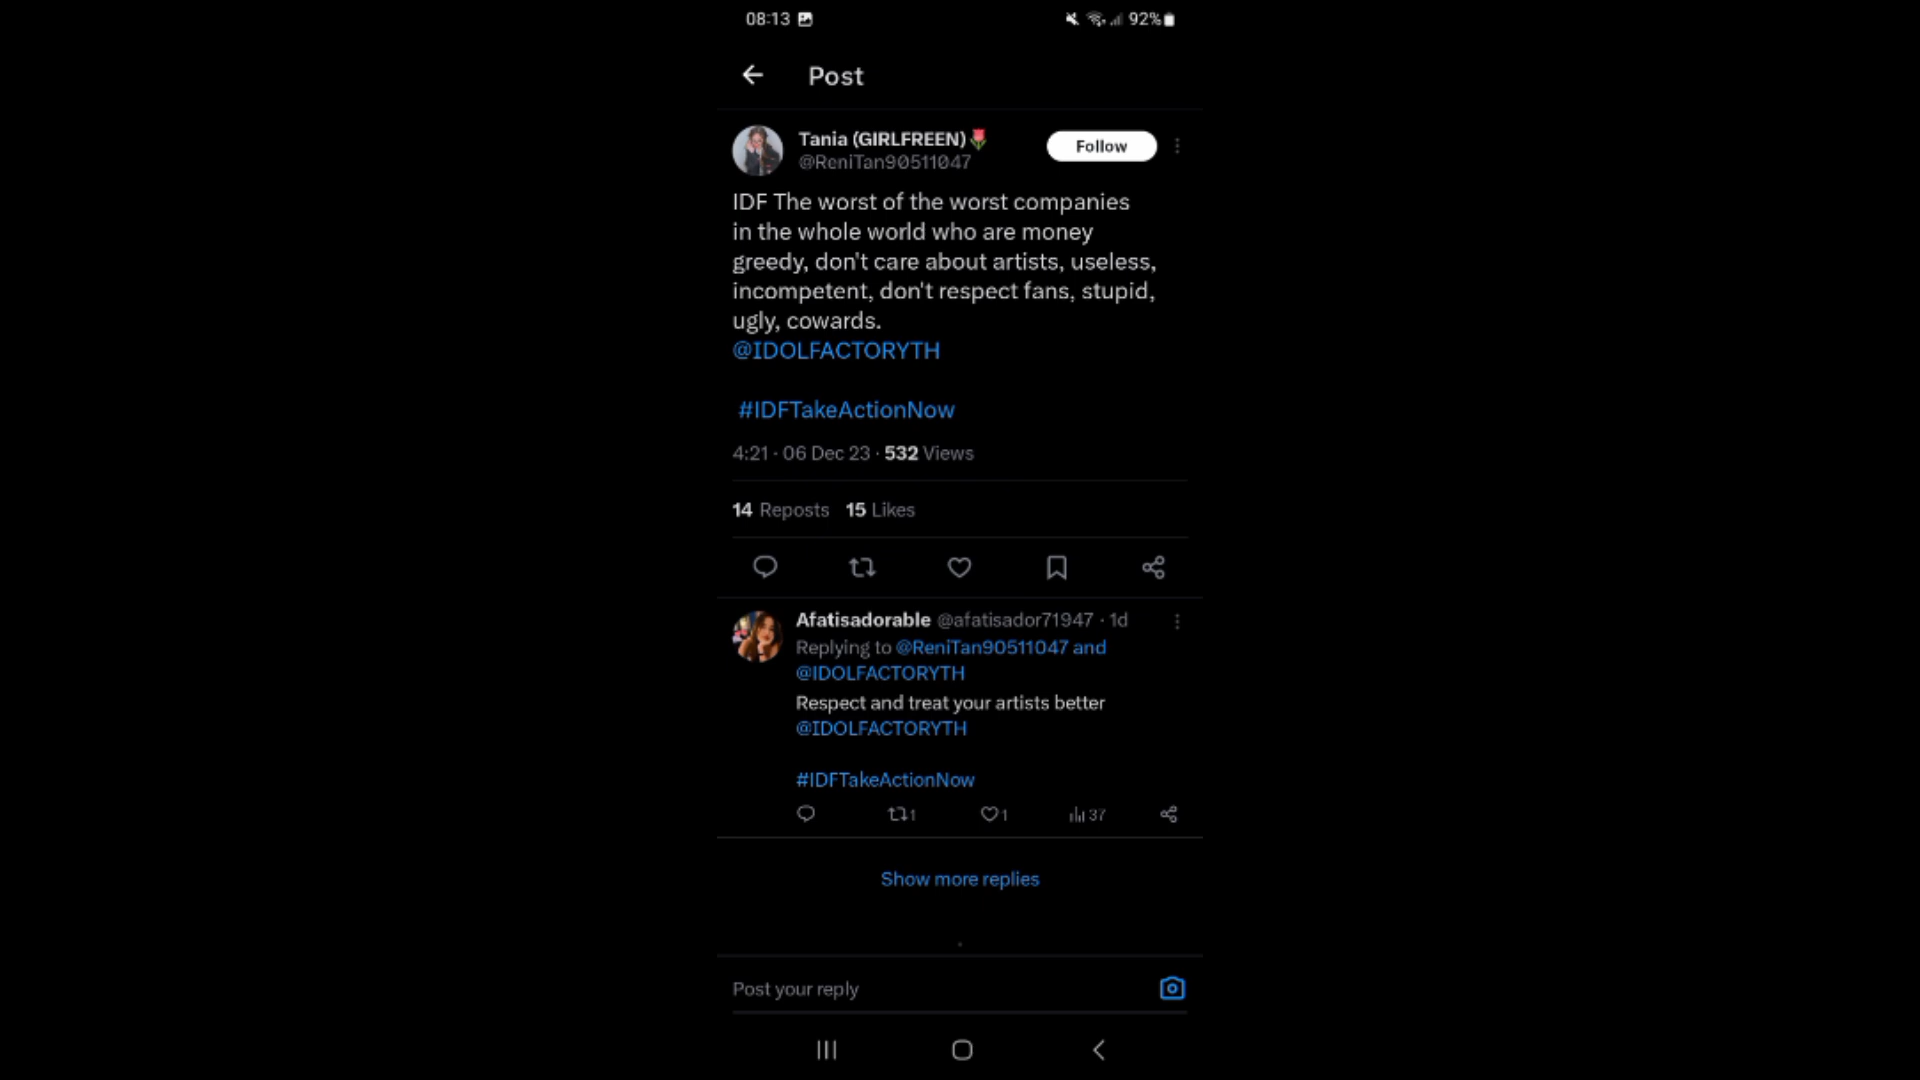 08:13 92%
Post
Tania (GIRLFREEN)🌷
Follow
@ReniTan90511047
IDF The worst of the worst companies
in the whole world who are money
greedy, don't care about artists, useless,
incompetent, don't respect fans, stupid,
ugly, cowards.
@IDOLFACTORYTH
#IDFTakeActionNow
4:21 · 06 Dec 23 · 532 Views
14 Reposts 15 Likes
Afatisadorable @afatisador71947 · 1d
Replying to @ReniTan90511047 and
@IDOLFACTORYTH
Respect and treat your artists better
@IDOLFACTORYTH
#IDFTakeActionNow
1 1 37
Show more replies
Post your reply